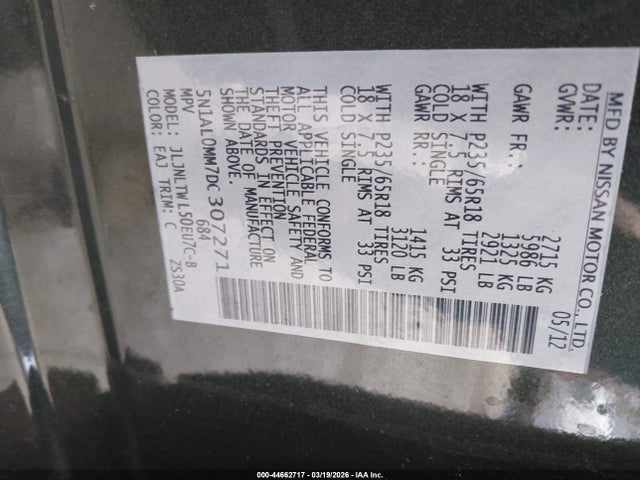 MFD BY NISSAN MOTOR CO., LTD.
DATE: 05/12
GVWR: 2715 KG
5986 LB
GAWR FR.: 1325 KG
2921 LB
WITH P235/65R18 TIRES
18 X 7.5 RIMS AT 33 PSI
COLD SINGLE
GAWR RR.: 1415 KG
3120 LB
WITH P235/65R18 TIRES
18 X 7.5 RIMS AT 33 PSI
COLD SINGLE
THIS VEHICLE CONFORMS TO
ALL APPLICABLE FEDERAL
MOTOR VEHICLE SAFETY AND
THEFT PREVENTION
STANDARDS IN EFFECT ON
THE DATE OF MANUFACTURE
SHOWN ABOVE.
5N1AL0MM7DC307271
MPV 684
MODEL: JLJNLTWL50EU7C-B
COLOR: EAJ TRIM: C ZS30A
000-44662717 - 03/19/2026 - IAA Inc.